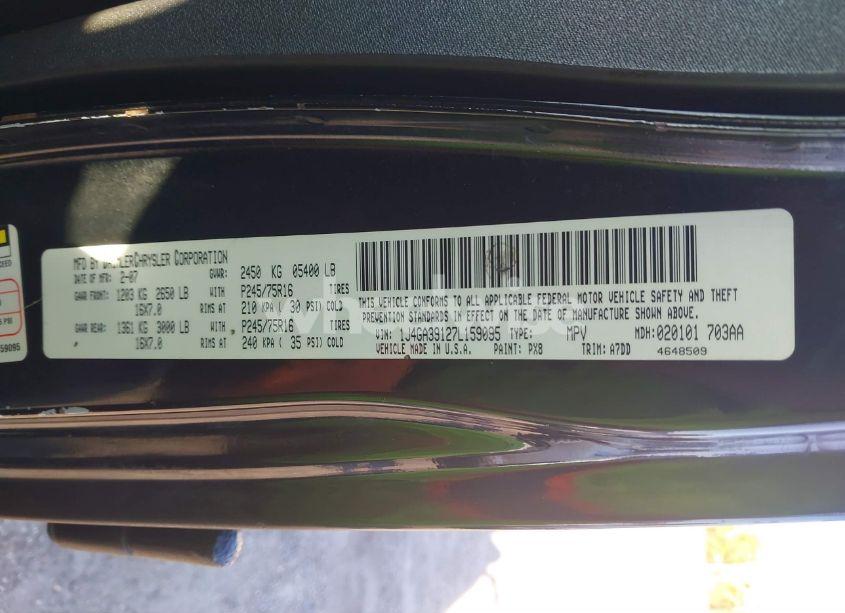 MFD BY DAIMLERCHRYSLER CORPORATION
DATE OF MFR. 2-07 GVWR: 2450 KG 05400 LB
GAWR FRONT: 1203 KG 2650 LB WITH P245/75R16 TIRES
16X7.0 RIMS AT 210 KPA ( 30 PSI) COLD
GAWR REAR: 1361 KG 3000 LB WITH P245/75R16 TIRES
16X7.0 RIMS AT 240 KPA ( 35 PSI) COLD
THIS VEHICLE CONFORMS TO ALL APPLICABLE FEDERAL MOTOR VEHICLE SAFETY AND THEFT
PREVENTION STANDARDS IN EFFECT ON THE DATE OF MANUFACTURE SHOWN ABOVE.
VIN: 1J4GA39127L159095 TYPE: MPV MDH:020101 703AA
VEHICLE MADE IN U.S.A. PAINT: PX8 TRIM: A7DD 4648509